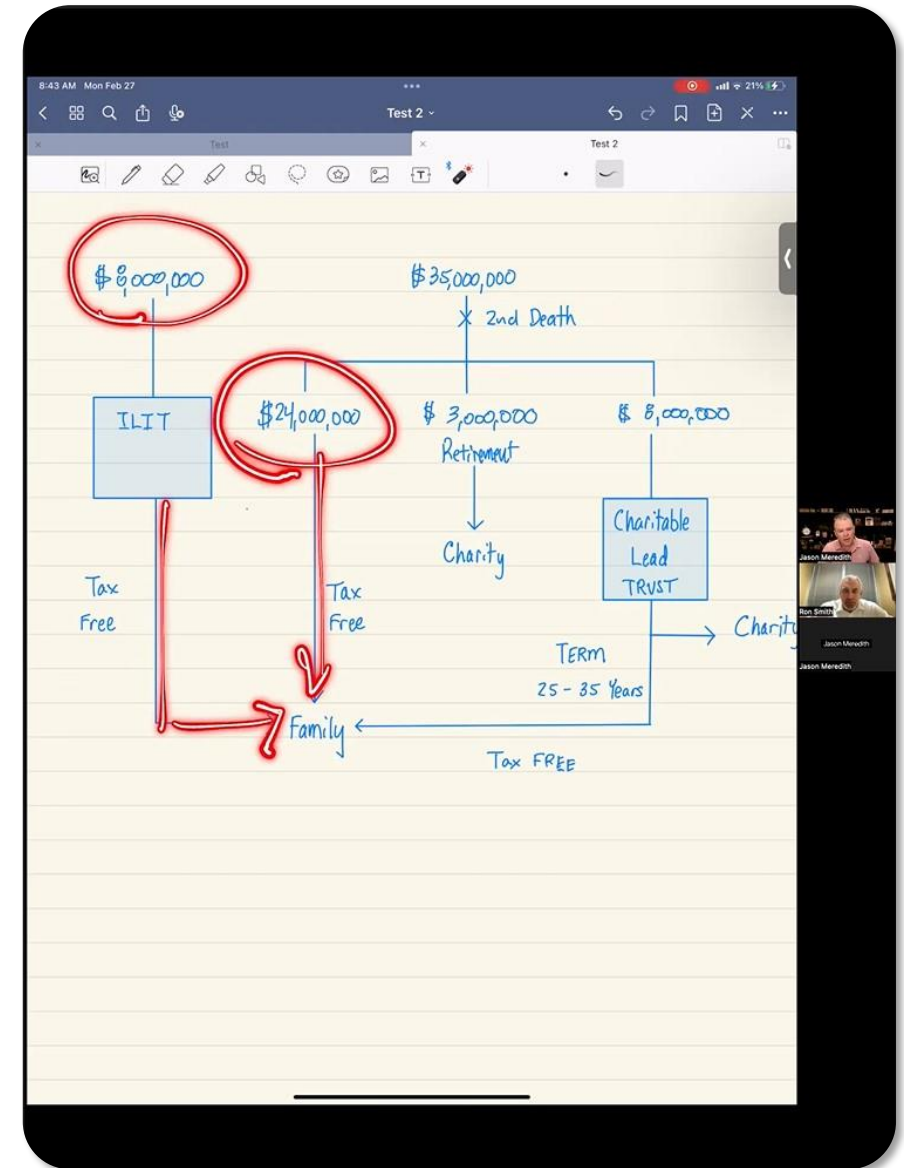 8:43 AM Mon Feb 27
21%
Test 2
Test
Test 2
$8,000,000
$35,000,000
2nd Death
ILIT
$24,000,000
$ 3,000,000
$ 8,000,000
Retirement
Charitable
Lead
TRUST
Charity
Tax
Free
Tax
Free
Charity
TERM
25 - 35 Years
Family
Tax FREE
Jason Meredith
Ron Smith
Jason Meredith
Jason Meredith